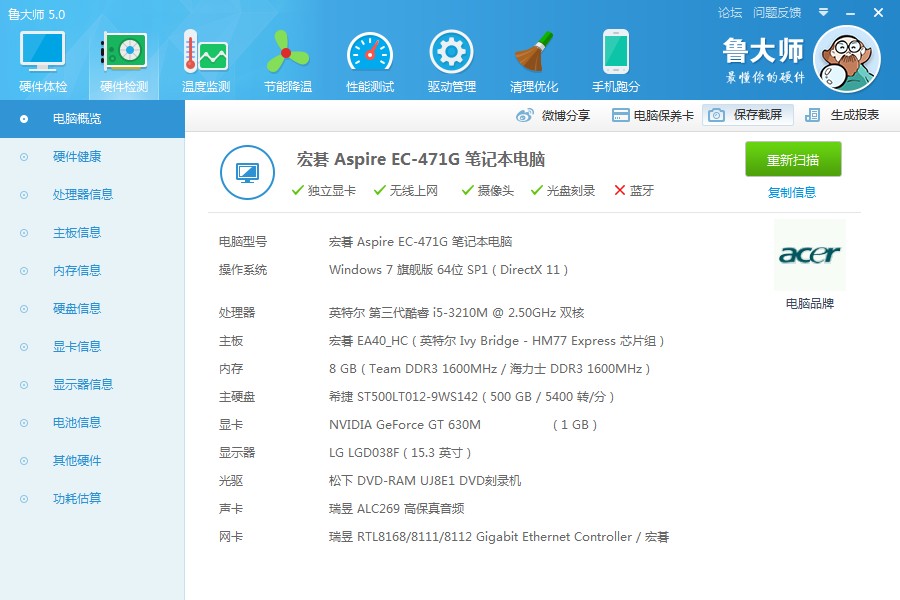 鲁大师 5.0
论坛 问题反馈
硬件体检 硬件检测 温度监测 节能降温 性能测试 驱动管理 清理优化 手机跑分
鲁大师
最懂你的硬件
电脑概览
硬件健康
处理器信息
主板信息
内存信息
硬盘信息
显卡信息
显示器信息
电池信息
其他硬件
功耗估算
微博分享 电脑保养卡 保存截屏 生成报表
宏碁 Aspire EC-471G 笔记本电脑
独立显卡 无线上网 摄像头 光盘刻录 蓝牙
重新扫描
复制信息
电脑型号 宏碁 Aspire EC-471G 笔记本电脑
操作系统 Windows 7 旗舰版 64位 SP1 ( DirectX 11 )
acer
电脑品牌
处理器 英特尔 第三代酷睿 i5-3210M @ 2.50GHz 双核
主板 宏碁 EA40_HC ( 英特尔 Ivy Bridge - HM77 Express 芯片组 )
内存 8 GB ( Team DDR3 1600MHz / 海力士 DDR3 1600MHz )
主硬盘 希捷 ST500LT012-9WS142 ( 500 GB / 5400 转/分 )
显卡 NVIDIA GeForce GT 630M ( 1 GB )
显示器 LG LGD038F ( 15.3 英寸 )
光驱 松下 DVD-RAM UJ8E1 DVD刻录机
声卡 瑞昱 ALC269 高保真音频
网卡 瑞昱 RTL8168/8111/8112 Gigabit Ethernet Controller / 宏碁